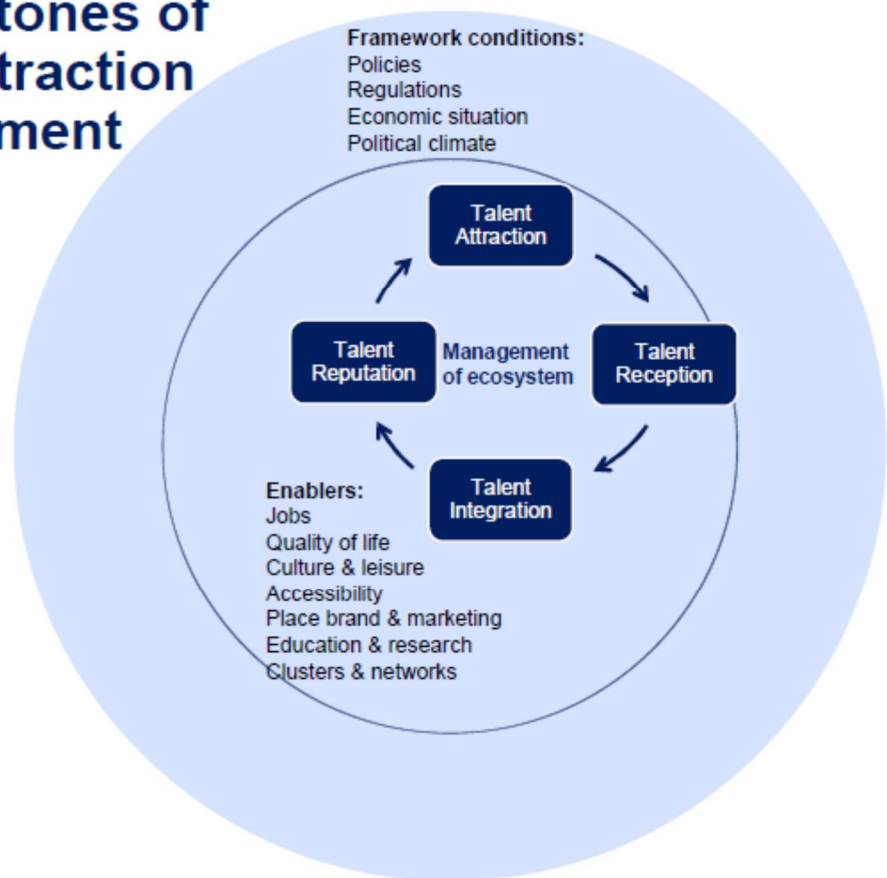 tones of
traction
ment
Framework conditions:
Policies
Regulations
Economic situation
Political climate
Talent
Attraction
Talent
Reputation
Management
of ecosystem
Talent
Reception
Talent
Integration
Enablers:
Jobs
Quality of life
Culture & leisure
Accessibility
Place brand & marketing
Education & research
Clusters & networks